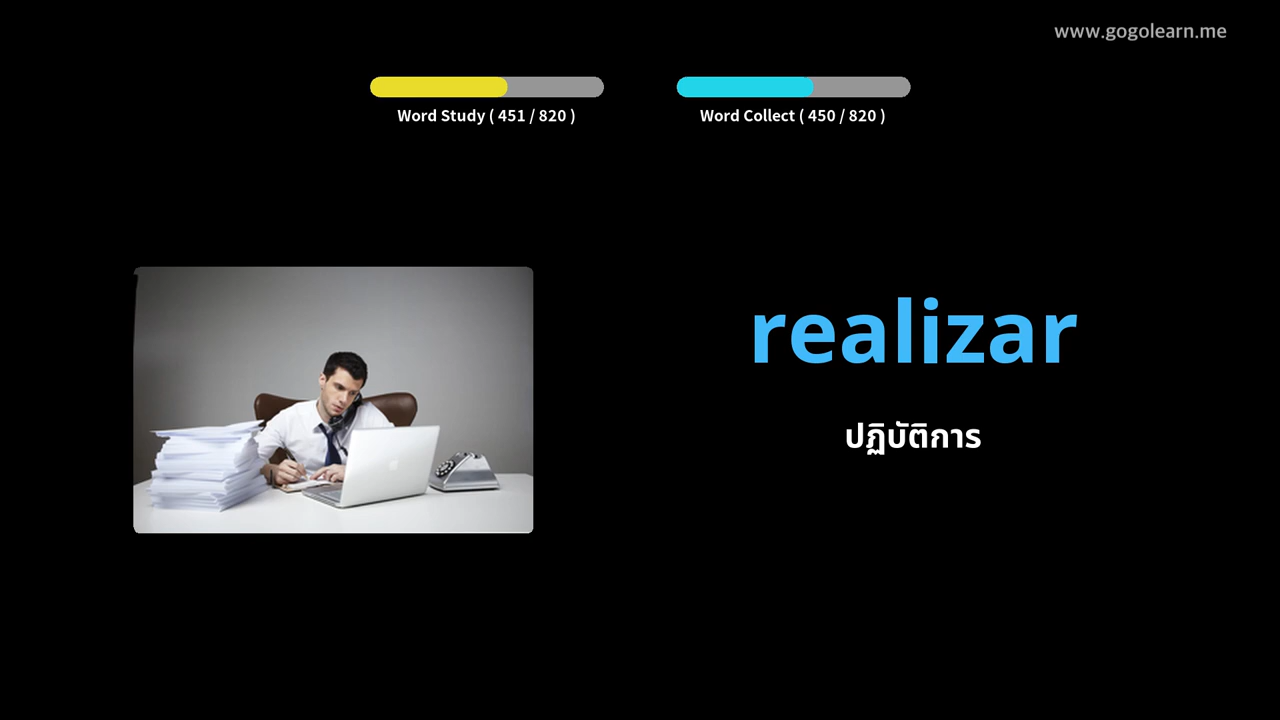 www.gogolearn.me
Word Study ( 451 / 820 )
Word Collect ( 450 / 820 )
realizar
ปฏิบัติการ